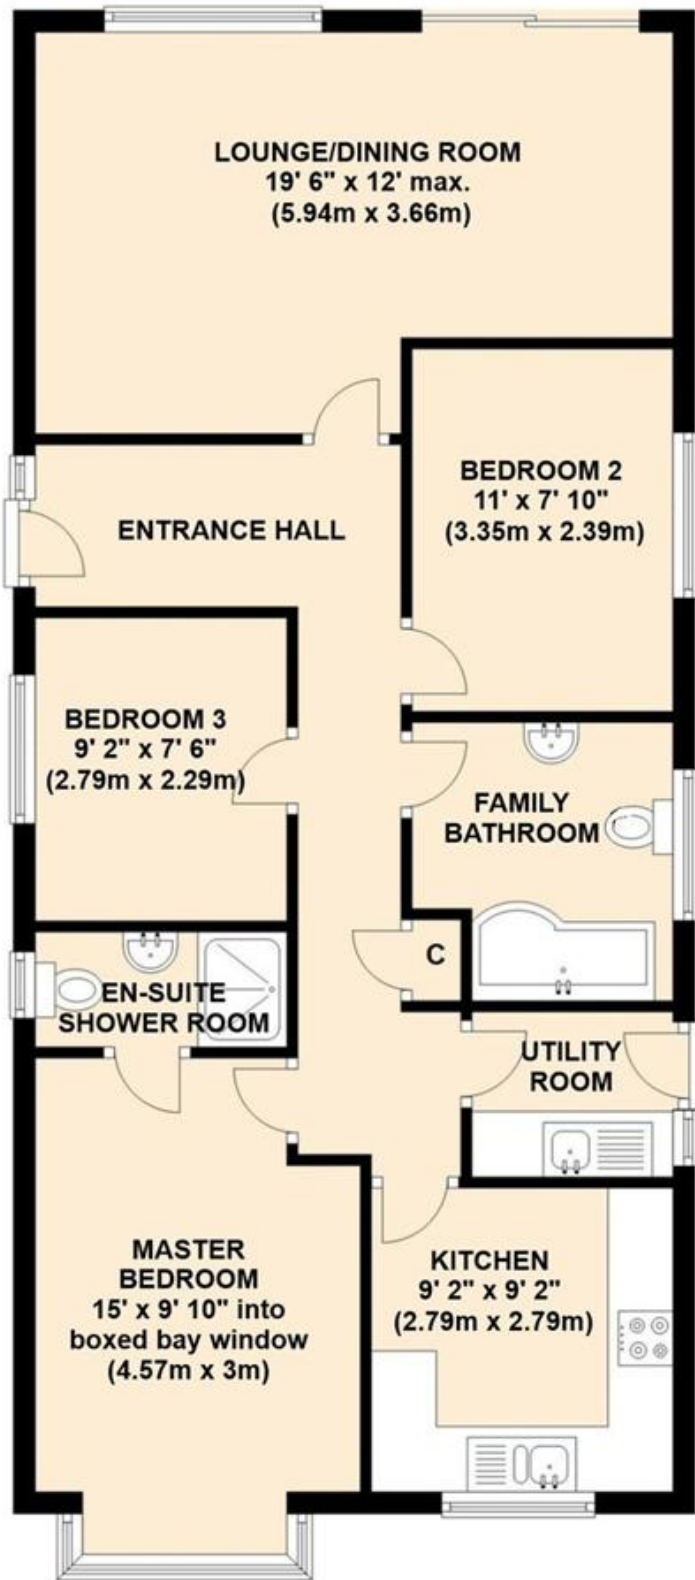 LOUNGE/DINING ROOM
19' 6" x 12' max.
(5.94m x 3.66m)
BEDROOM 2
11' x 7' 10"
(3.35m x 2.39m)
ENTRANCE HALL
BEDROOM 3
9' 2" x 7' 6"
(2.79m x 2.29m)
FAMILY
BATHROOM
C
EN-SUITE
SHOWER ROOM
UTILITY
ROOM
MASTER
BEDROOM
15' x 9' 10" into
boxed bay window
(4.57m x 3m)
KITCHEN
9' 2" x 9' 2"
(2.79m x 2.79m)